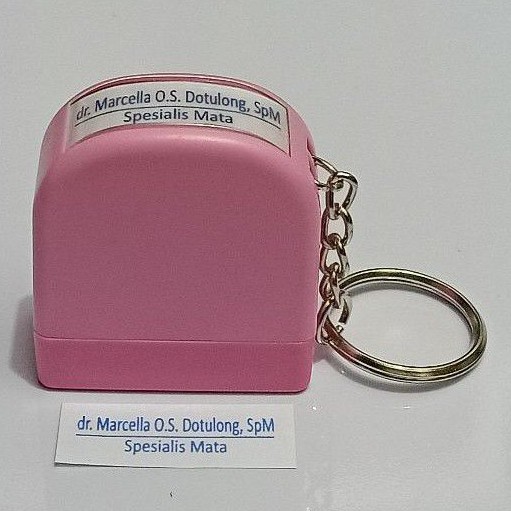 dr. Marcella O.S. Dotulong, SpM
Spesialis Mata
dr. Marcella O.S. Dotulong, SpM
Spesialis Mata